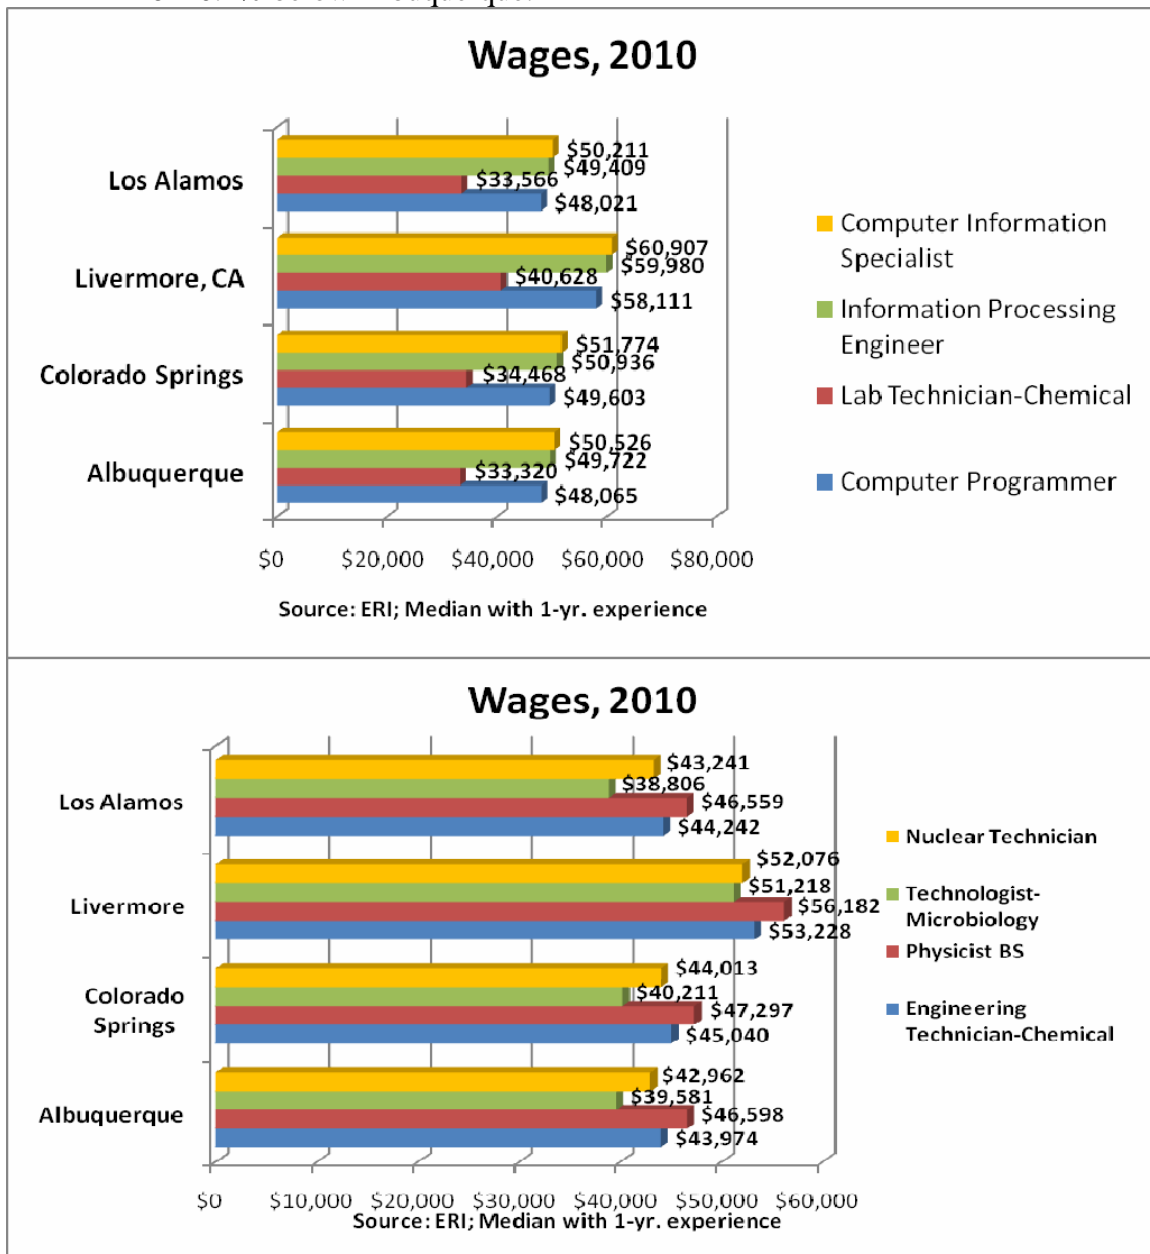 Wages, 2010
$50,211
$49,409
Los Alamos
$33,566
$48,021
$60,907
$59,980
Livermore, CA
$40,628
$58,111
$51,774
$50,936
Colorado Springs
$34,468
$49,603
$50,526
$49,722
Albuquerque
$33,320
$48,065
$0 $20,000 $40,000 $60,000 $80,000
Source: ERI; Median with 1-yr. experience
Computer Information
Specialist
Information Processing
Engineer
Lab Technician-Chemical
Computer Programmer
Wages, 2010
$43,241
$38,806
Los Alamos
$46,559
$44,242
$52,076
$51,218
Livermore
$56,182
$53,228
$44,013
$40,211
Colorado
Springs
$47,297
$45,040
$42,962
$39,581
Albuquerque
$46,598
$43,974
$0 $10,000 $20,000 $30,000 $40,000 $50,000 $60,000
Source: ERI; Median with 1-yr. experience
Nuclear Technician
Technologist-
Microbiology
Physicist BS
Engineering
Technician-Chemical